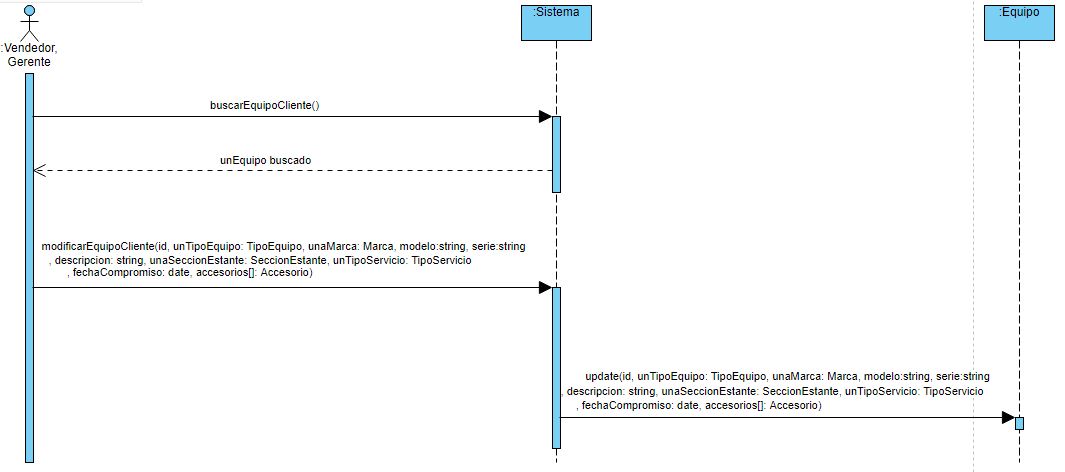 :Vendedor,
Gerente
:Sistema
:Equipo
buscarEquipoCliente()
unEquipo buscado
modificarEquipoCliente(id, unTipoEquipo: TipoEquipo, unaMarca: Marca, modelo:string, serie:string
, descripcion: string, unaSeccionEstante: SeccionEstante, unTipoServicio: TipoServicio
, fechaCompromiso: date, accesorios[]: Accesorio)
update(id, unTipoEquipo: TipoEquipo, unaMarca: Marca, modelo:string, serie:string
, descripcion: string, unaSeccionEstante: SeccionEstante, unTipoServicio: TipoServicio
, fechaCompromiso: date, accesorios[]: Accesorio)